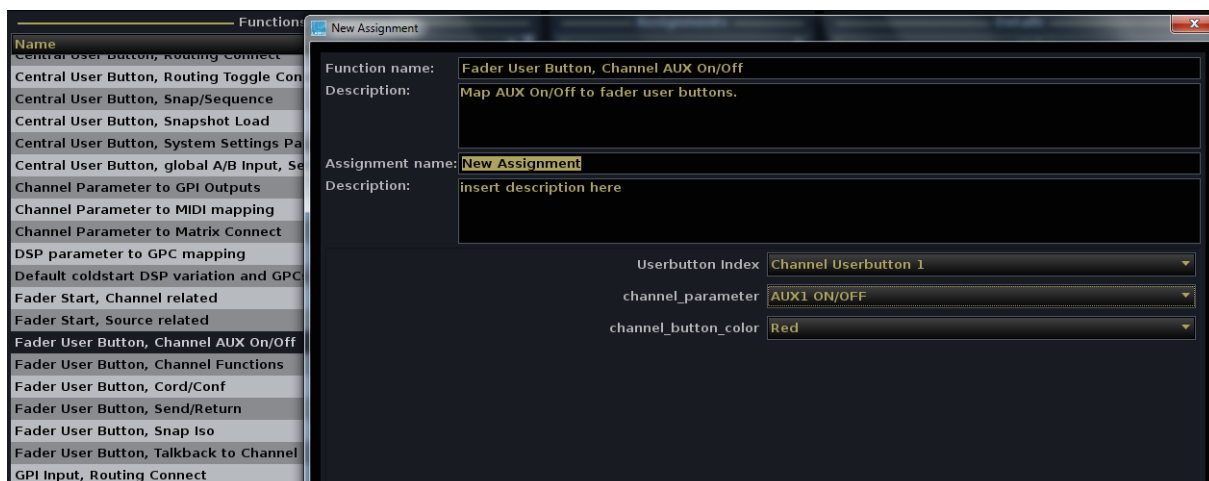 Functions
Name
Central User Button, Routing Connect
Central User Button, Routing Toggle Con
Central User Button, Snap/Sequence
Central User Button, Snapshot Load
Central User Button, System Settings Pa
Central User Button, global A/B Input, Se
Channel Parameter to GPI Outputs
Channel Parameter to MIDI mapping
Channel Parameter to Matrix Connect
DSP parameter to GPC mapping
Default coldstart DSP variation and GPC
Fader Start, Channel related
Fader Start, Source related
Fader User Button, Channel AUX On/Off
Fader User Button, Channel Functions
Fader User Button, Cord/Conf
Fader User Button, Send/Return
Fader User Button, Snap Iso
Fader User Button, Talkback to Channel
GPI Input, Routing Connect
New Assignment
Assignments
Details
x
Function name: Fader User Button, Channel AUX On/Off
Description: Map AUX On/Off to fader user buttons.
Assignment name: New Assignment
Description: insert description here
Userbutton Index Channel Userbutton 1
channel_parameter AUX1 ON/OFF
channel_button_color Red